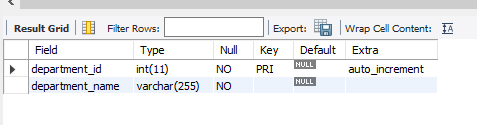 Result Grid Filter Rows: Export: Wrap Cell Content:
Field Type Null Key Default Extra
department_id int(11) NO PRI NULL auto_increment
department_name varchar(255) NO NULL